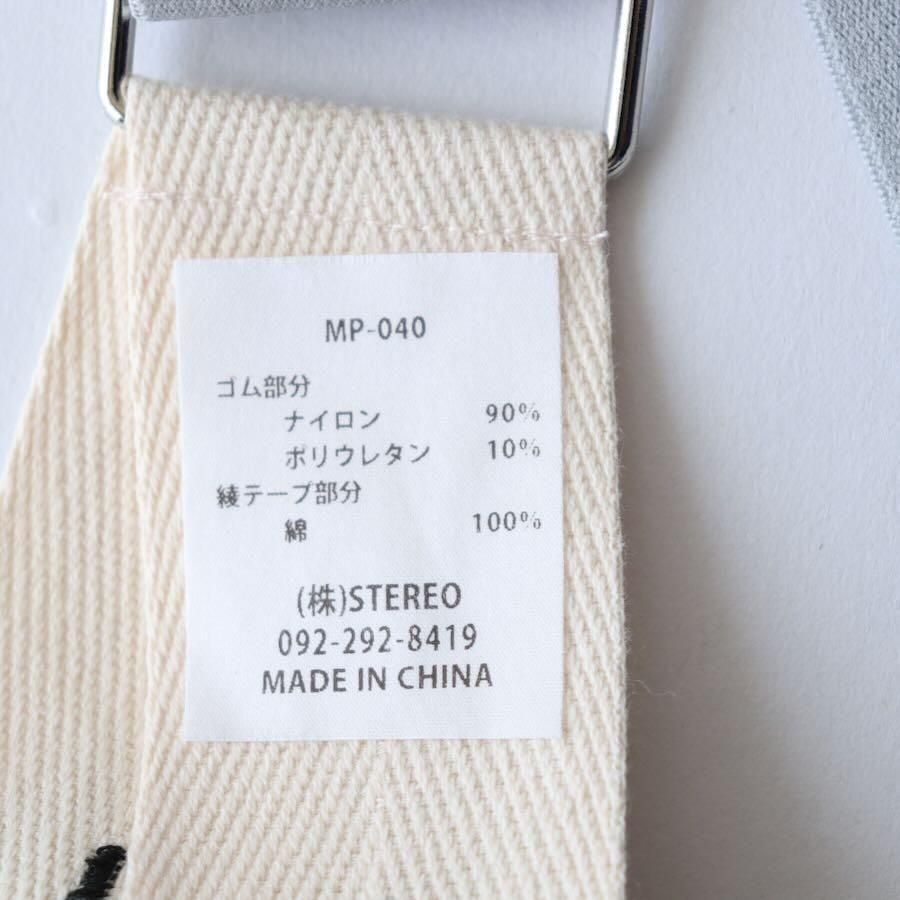 MP-040
ゴム部分
ナイロン 90%
ポリウレタン 10%
綾テープ部分
綿 100%
(株)STEREO
092-292-8419
MADE IN CHINA